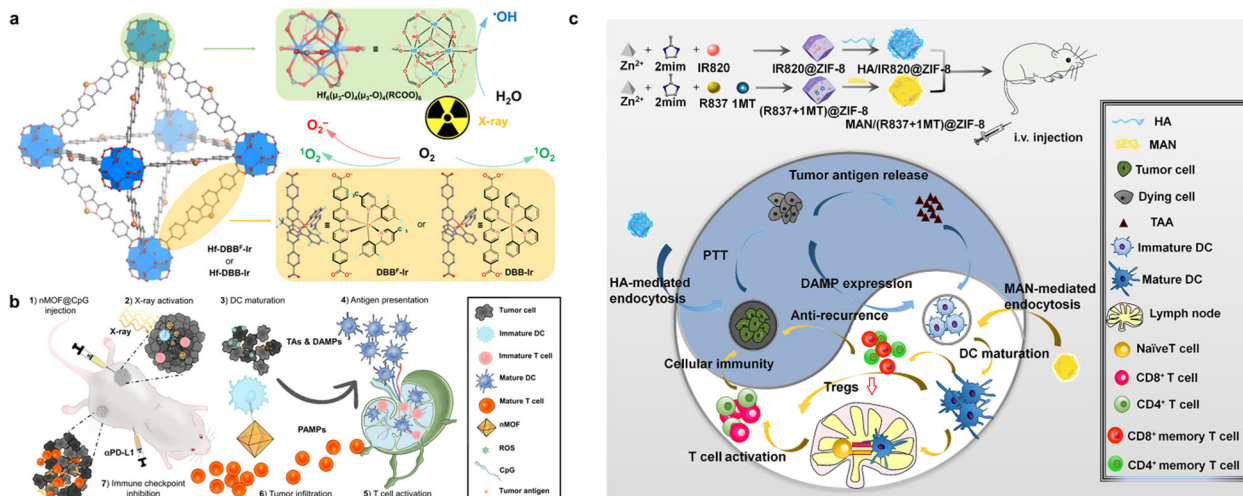 a
•OH
Hf₆(μ₃-O)₄(μ₃-O)₄(RCOO)₆
H₂O
X-ray
O₂⁻
¹O₂
O₂
¹O₂
Hf-DBBᶠ-Ir
or
Hf-DBB-Ir
DBBᶠ-Ir
or
DBB-Ir
b
1) nMOF@CpG
injection
2) X-ray activation
3) DC maturation
4) Antigen presentation
X-ray
TAs & DAMPs
PAMPs
αPD-L1
7) Immune checkpoint
inhibition
6) Tumor infiltration
5) T cell activation
Tumor cell
Immature DC
Immature T cell
Mature DC
Mature T cell
nMOF
ROS
CpG
Tumor antigen
c
Zn²⁺ + 2mim + IR820
IR820@ZIF-8
HA/IR820@ZIF-8
Zn²⁺ + 2mim + R837 1MT
(R837+1MT)@ZIF-8
MAN/(R837+1MT)@ZIF-8
i.v. injection
Tumor antigen release
PTT
HA-mediated
endocytosis
DAMP expression
MAN-mediated
endocytosis
Anti-recurrence
DC maturation
Cellular immunity
Tregs
T cell activation
HA
MAN
Tumor cell
Dying cell
TAA
Immature DC
Mature DC
Lymph node
NaïveT cell
CD8⁺ T cell
CD4⁺ T cell
CD8⁺ memory T cell
CD4⁺ memory T cell